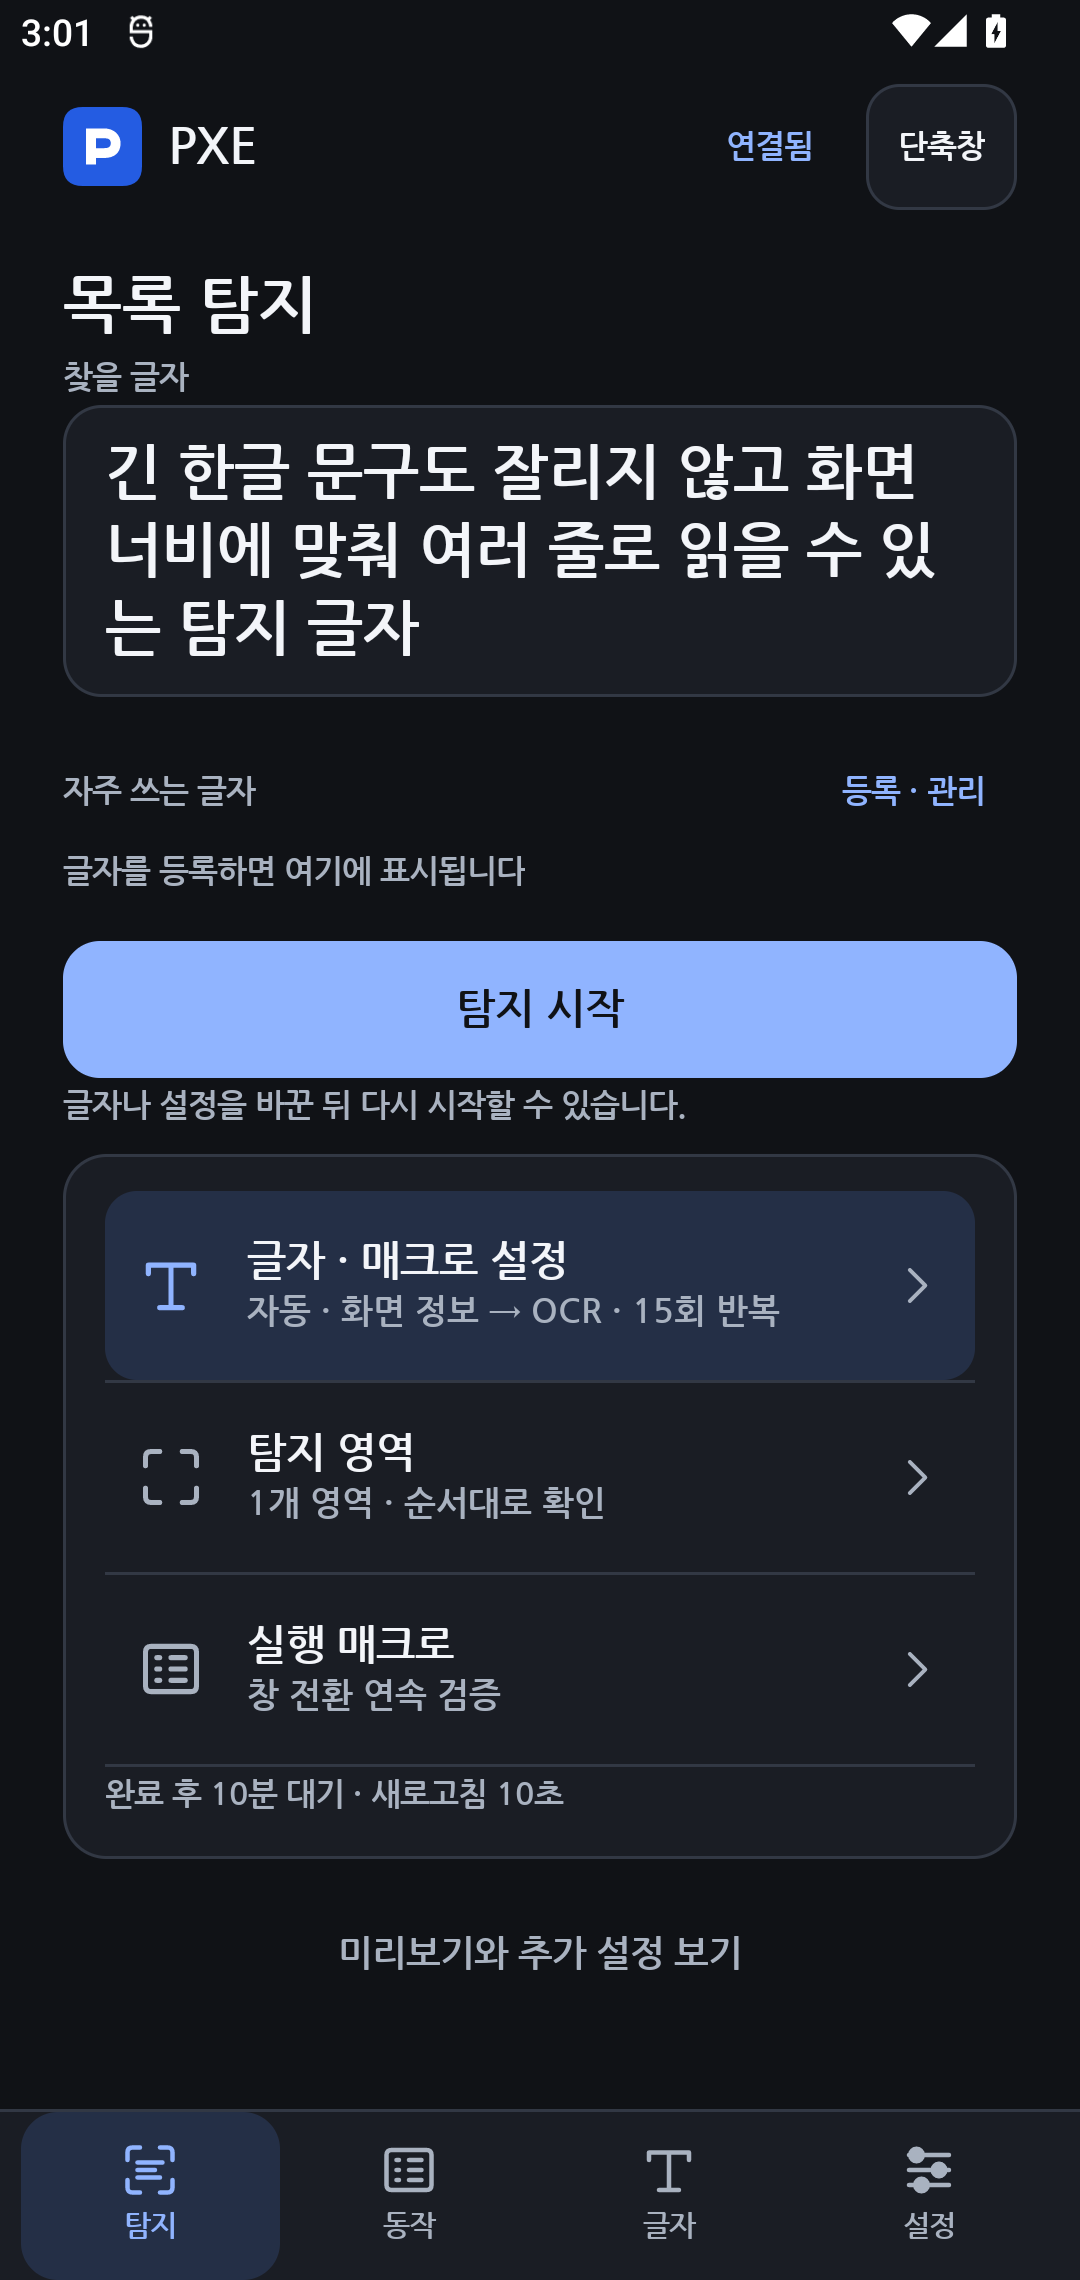 3:01
PXE
연결됨
단축창
목록 탐지
찾을 글자
긴 한글 문구도 잘리지 않고 화면
너비에 맞춰 여러 줄로 읽을 수 있
는 탐지 글자
자주 쓰는 글자
등록 · 관리
글자를 등록하면 여기에 표시됩니다
탐지 시작
글자나 설정을 바꾼 뒤 다시 시작할 수 있습니다.
글자 · 매크로 설정
자동 · 화면 정보 → OCR · 15회 반복
탐지 영역
1개 영역 · 순서대로 확인
실행 매크로
창 전환 연속 검증
완료 후 10분 대기 · 새로고침 10초
미리보기와 추가 설정 보기
탐지
동작
글자
설정